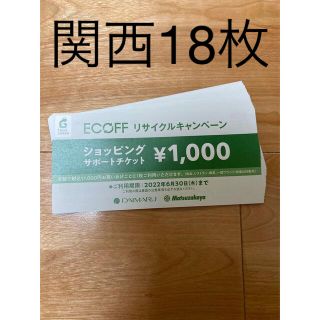 関西18枚
ECOFF リサイクルキャンペーン
ショッピング
サポートチケット ¥1,000
※ご利用期間:2022年6月30日(木)まで
DAIMARU Matsuzakaya